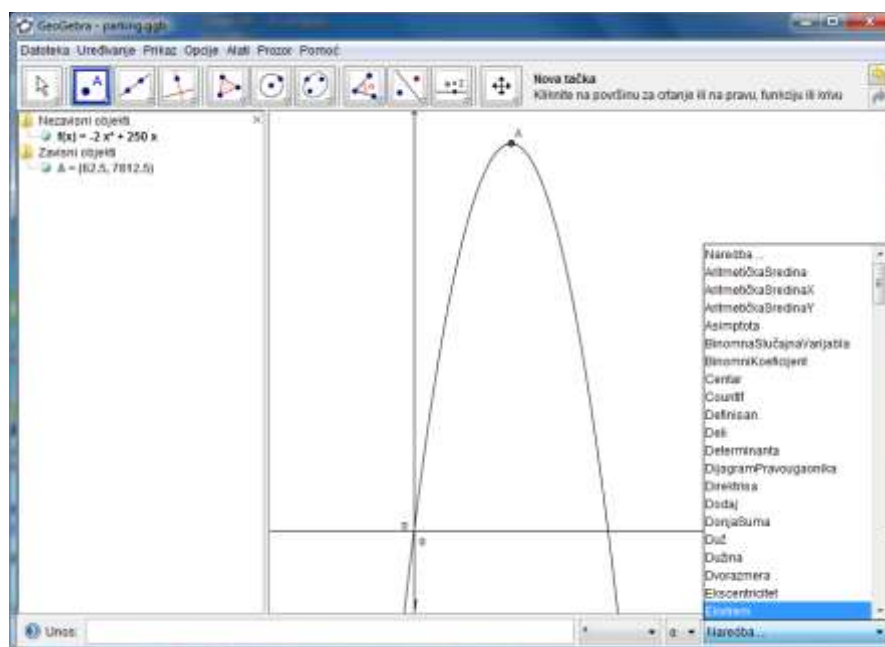 GeoGebra - parking.ggb
Datoteka Uređivanje Prikaz Opcije Alati Prozor Pomoć
A
a=2
Nova tačka
Kliknite na površinu za crtanje ili na pravu, funkciju ili krivu
Nezavisni objekti
f(x) = -2 x² + 250 x
Zavisni objekti
A = (62.5, 7812.5)
A
0
0
Naredba ...
AritmetičkaSredina
AritmetičkaSredinaX
AritmetičkaSredinaY
Asimptota
BinomnaSlučajnaVarijabla
BinomniKoeficijent
Centar
CountIf
Definisan
Deli
Determinanta
DijagramPravougaonika
Direktrisa
Dodaj
DonjaSuma
Duž
Dužina
Dvorazmera
Ekscentricitet
Ekstrem
Unos:
α
Naredba ...